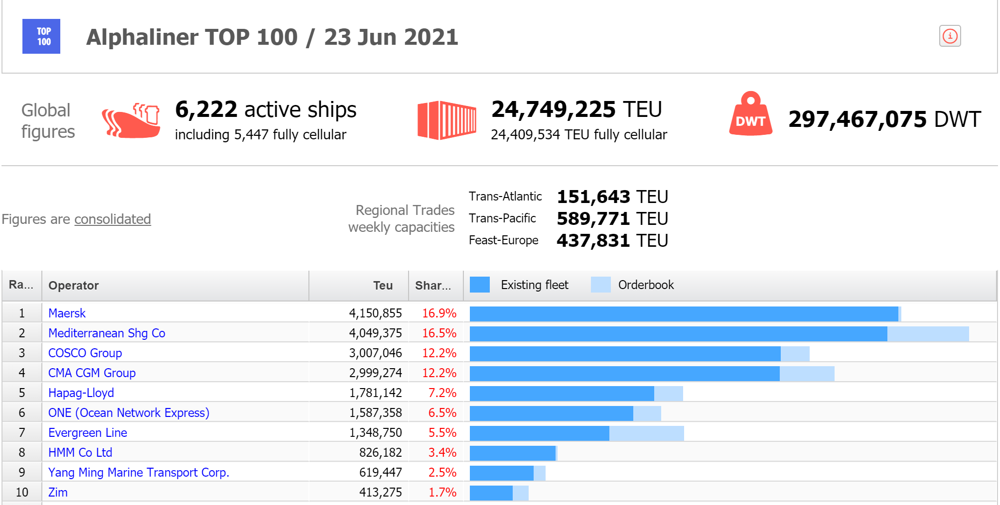 TOP
100
Alphaliner TOP 100 / 23 Jun 2021
i
Global
figures
6,222 active ships
including 5,447 fully cellular
24,749,225 TEU
24,409,534 TEU fully cellular
DWT
297,467,075 DWT
Figures are consolidated
Regional Trades
weekly capacities
Trans-Atlantic 151,643 TEU
Trans-Pacific 589,771 TEU
Feast-Europe 437,831 TEU
Ra... Operator Teu Shar... Existing fleet Orderbook
1 Maersk 4,150,855 16.9%
2 Mediterranean Shg Co 4,049,375 16.5%
3 COSCO Group 3,007,046 12.2%
4 CMA CGM Group 2,999,274 12.2%
5 Hapag-Lloyd 1,781,142 7.2%
6 ONE (Ocean Network Express) 1,587,358 6.5%
7 Evergreen Line 1,348,750 5.5%
8 HMM Co Ltd 826,182 3.4%
9 Yang Ming Marine Transport Corp. 619,447 2.5%
10 Zim 413,275 1.7%